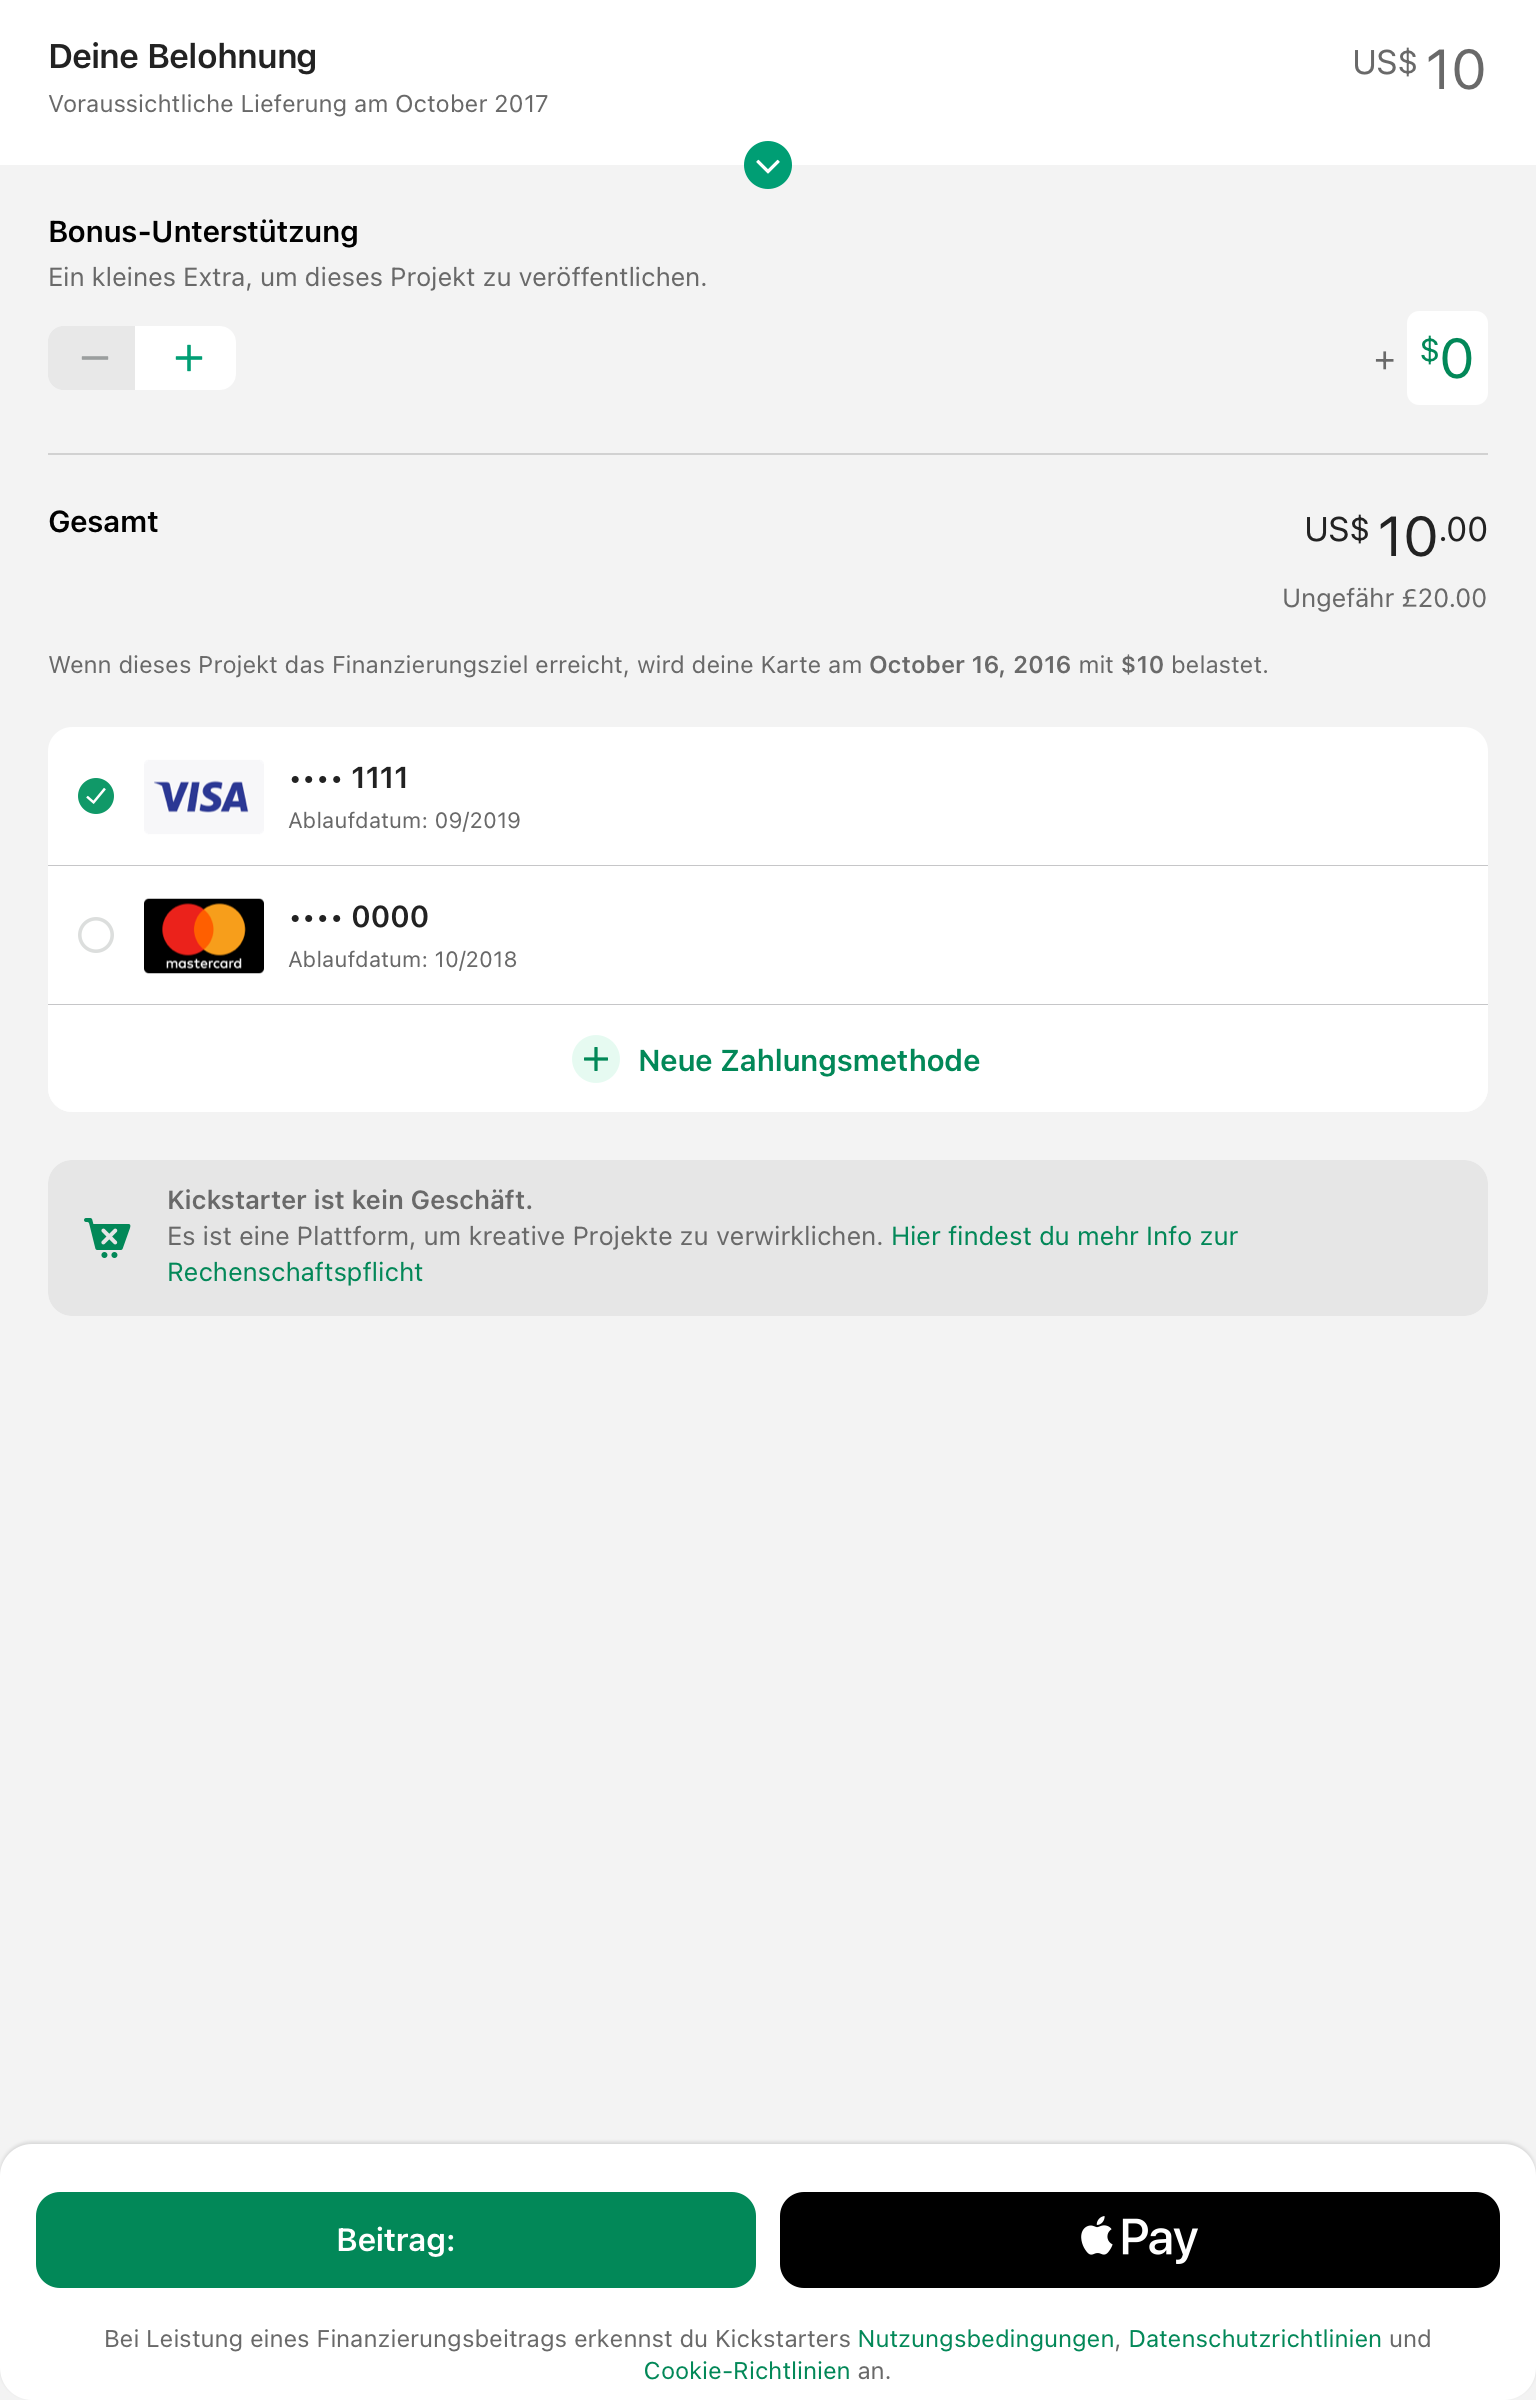 Deine Belohnung
US$ 10
Voraussichtliche Lieferung am October 2017
Bonus-Unterstützung
Ein kleines Extra, um dieses Projekt zu veröffentlichen.
− +
+ $0
Gesamt
US$ 10.00
Ungefähr £20.00
Wenn dieses Projekt das Finanzierungsziel erreicht, wird deine Karte am October 16, 2016 mit $10 belastet.
VISA
•••• 1111
Ablaufdatum: 09/2019
mastercard
•••• 0000
Ablaufdatum: 10/2018
+ Neue Zahlungsmethode
Kickstarter ist kein Geschäft.
Es ist eine Plattform, um kreative Projekte zu verwirklichen. Hier findest du mehr Info zur
Rechenschaftspflicht
Beitrag:
Pay
Bei Leistung eines Finanzierungsbeitrags erkennst du Kickstarters Nutzungsbedingungen, Datenschutzrichtlinien und
Cookie-Richtlinien an.